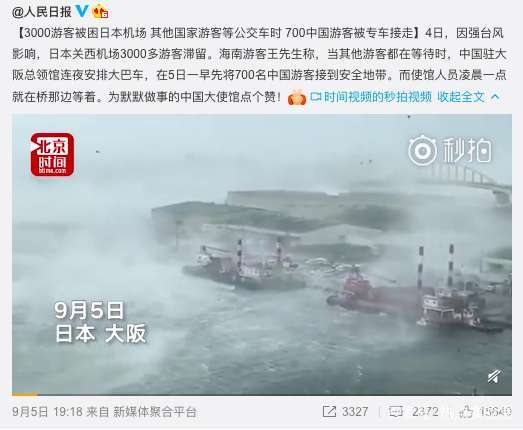 @人民日报
【3000游客被困日本机场 其他国家游客等公交车时 700中国游客被专车接走】4日，因强台风
影响，日本关西机场3000多游客滞留。海南游客王先生称，当其他游客都在等待时，中国驻大
阪总领馆连夜安排大巴车，在5日一早先将700名中国游客接到安全地带。而使馆人员凌晨一点
就在桥那边等着。为默默做事的中国大使馆点个赞！ 时间视频的秒拍视频 收起全文
北京
时间
btime.com
秒拍
9月5日
日本 大阪
9月5日 19:18 来自 新媒体聚合平台
3327
2372